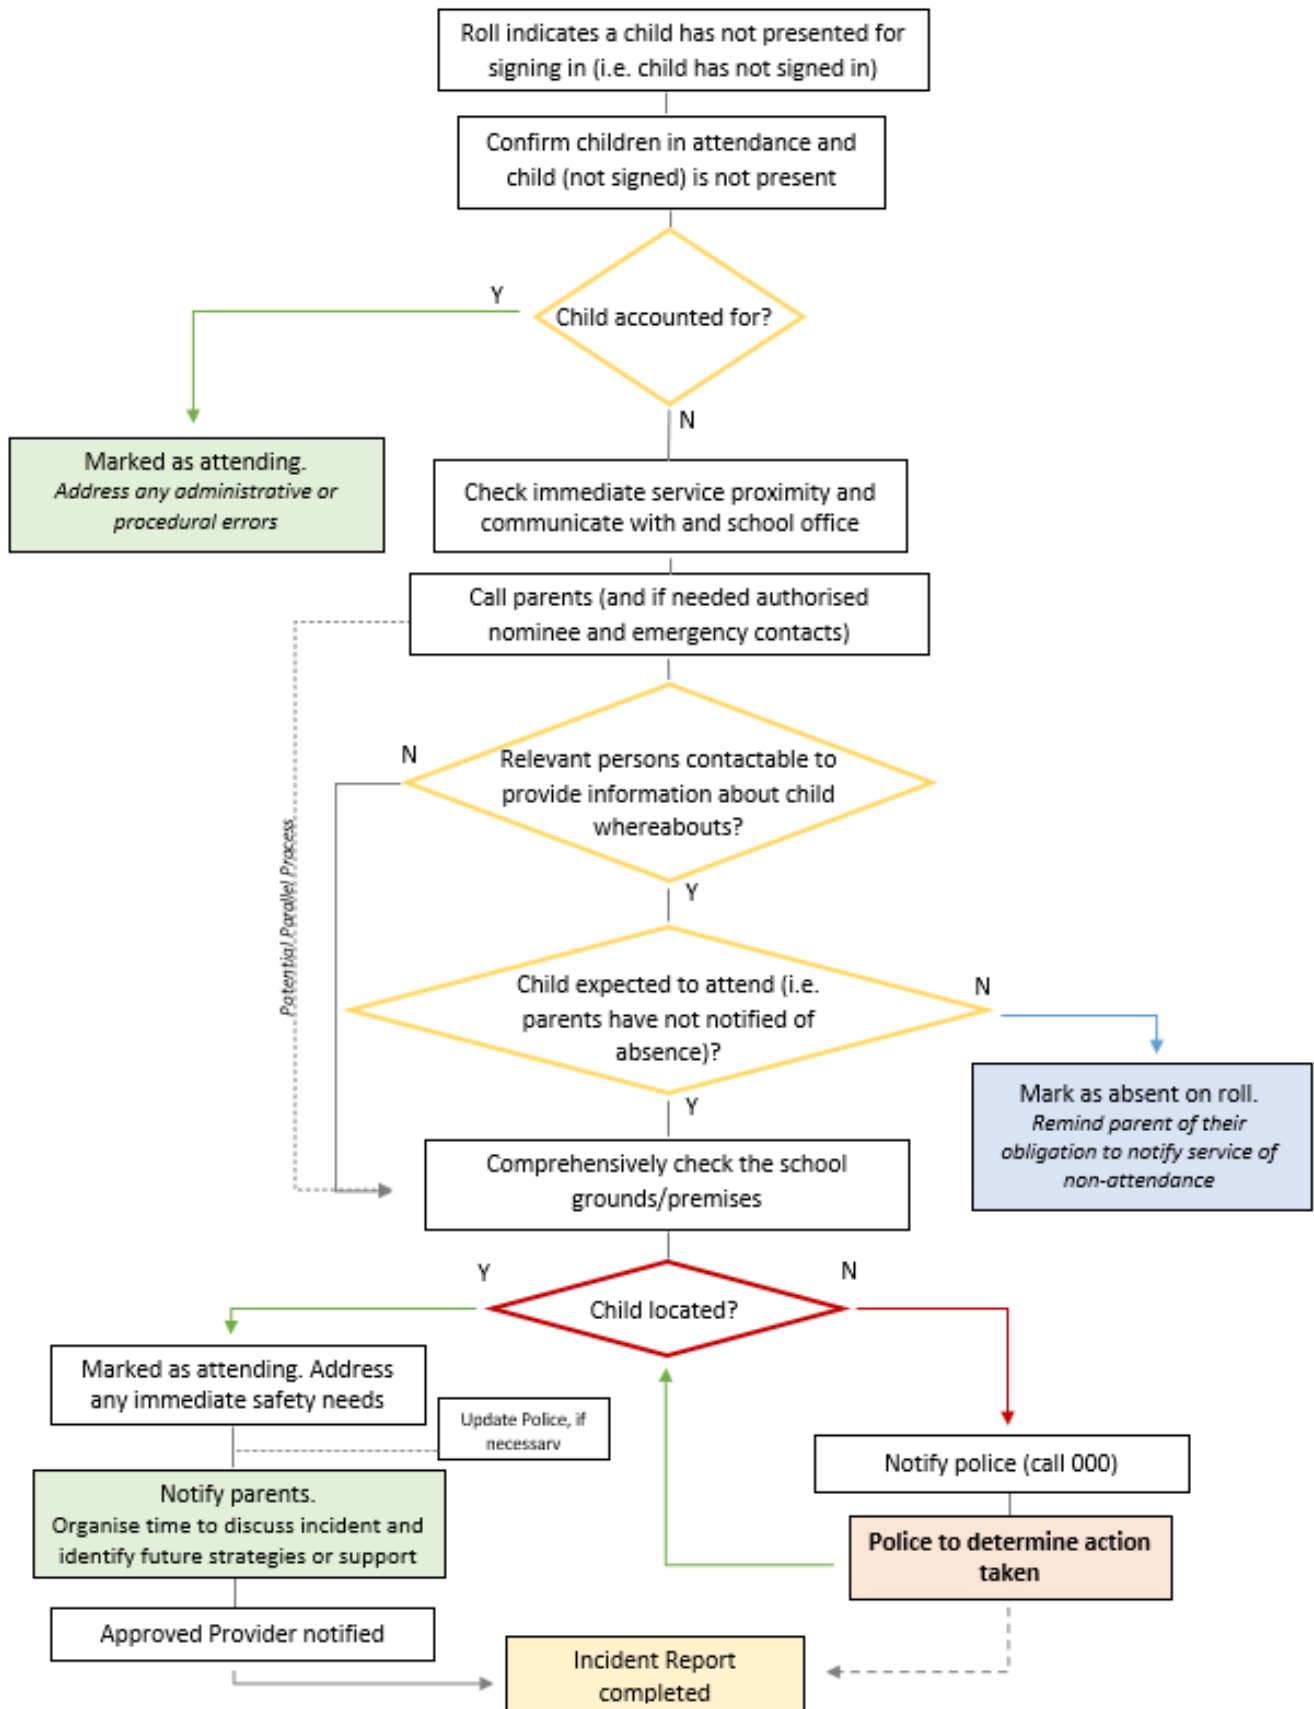 Roll indicates a child has not presented for
signing in (i.e. child has not signed in)
Confirm children in attendance and
child (not signed) is not present
Y
Child accounted for?
N
Marked as attending.
Address any administrative or
procedural errors
Check immediate service proximity and
communicate with and school office
Call parents (and if needed authorised
nominee and emergency contacts)
N
Relevant persons contactable to
provide information about child
whereabouts?
Potential Parallel Process
Y
Child expected to attend (i.e.
parents have not notified of
absence)?
N
Mark as absent on roll.
Remind parent of their
obligation to notify service of
non-attendance
Y
Comprehensively check the school
grounds/premises
Y
N
Child located?
Marked as attending. Address
any immediate safety needs
Update Police, if
necessary
Notify police (call 000)
Notify parents.
Organise time to discuss incident and
identify future strategies or support
Police to determine action
taken
Approved Provider notified
Incident Report
completed